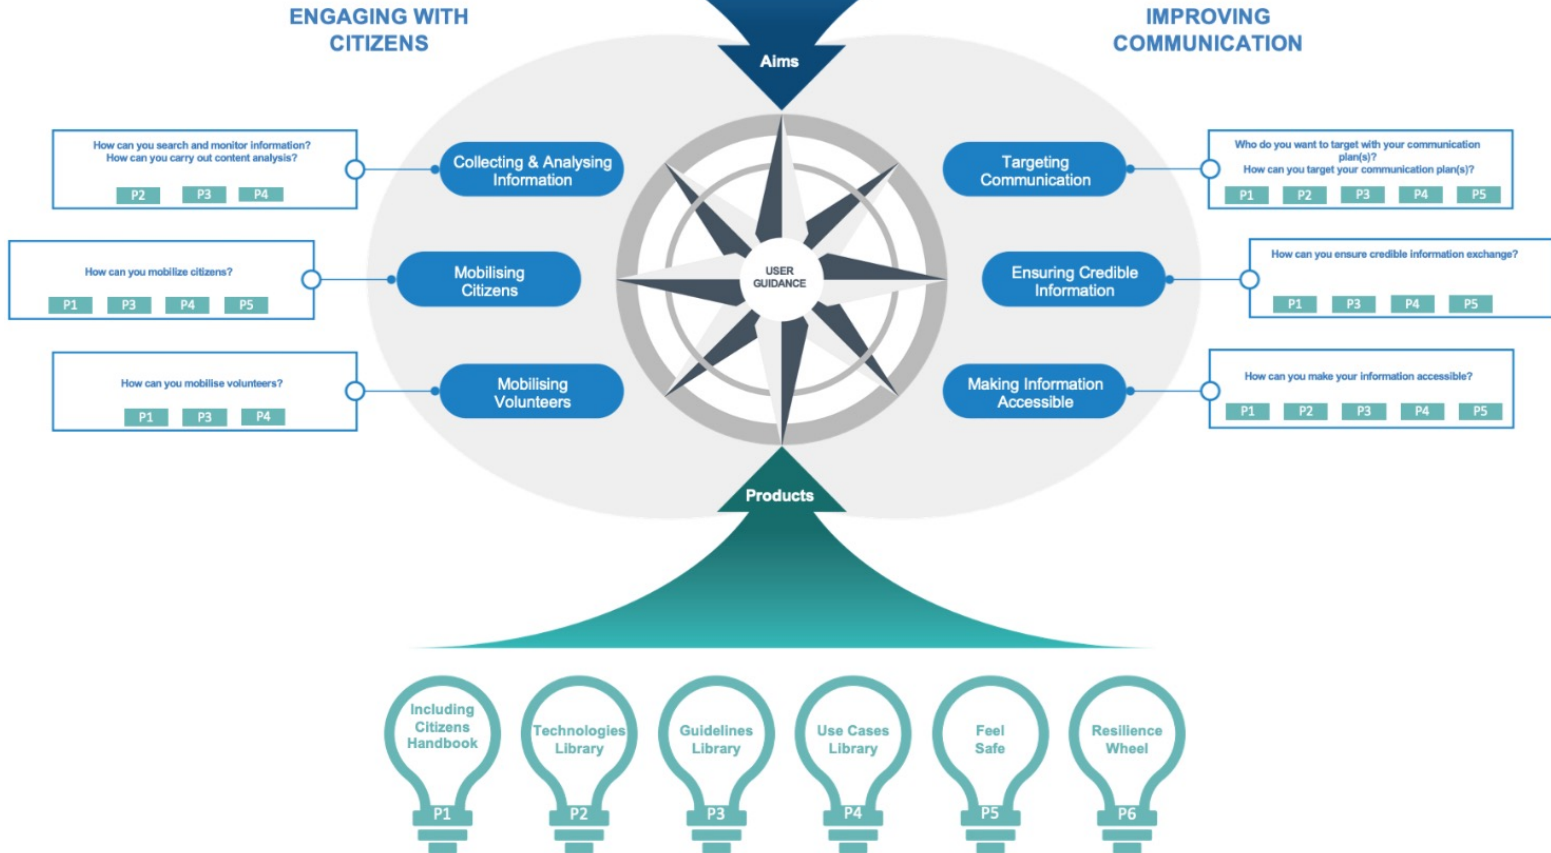 ENGAGING WITH
CITIZENS
IMPROVING
COMMUNICATION
Aims
How can you search and monitor information?
How can you carry out content analysis?
P2 P3 P4
Collecting & Analysing
Information
How can you mobilize citizens?
P1 P3 P4 P5
Mobilising
Citizens
How can you mobilise volunteers?
P1 P3 P4
Mobilising
Volunteers
USER
GUIDANCE
Targeting
Communication
Who do you want to target with your communication
plan(s)?
How can you target your communication plan(s)?
P1 P2 P3 P4 P5
Ensuring Credible
Information
How can you ensure credible information exchange?
P1 P3 P4 P5
Making Information
Accessible
How can you make your information accessible?
P1 P2 P3 P4 P5
Products
Including
Citizens
Handbook
P1
Technologies
Library
P2
Guidelines
Library
P3
Use Cases
Library
P4
Feel
Safe
P5
Resilience
Wheel
P6